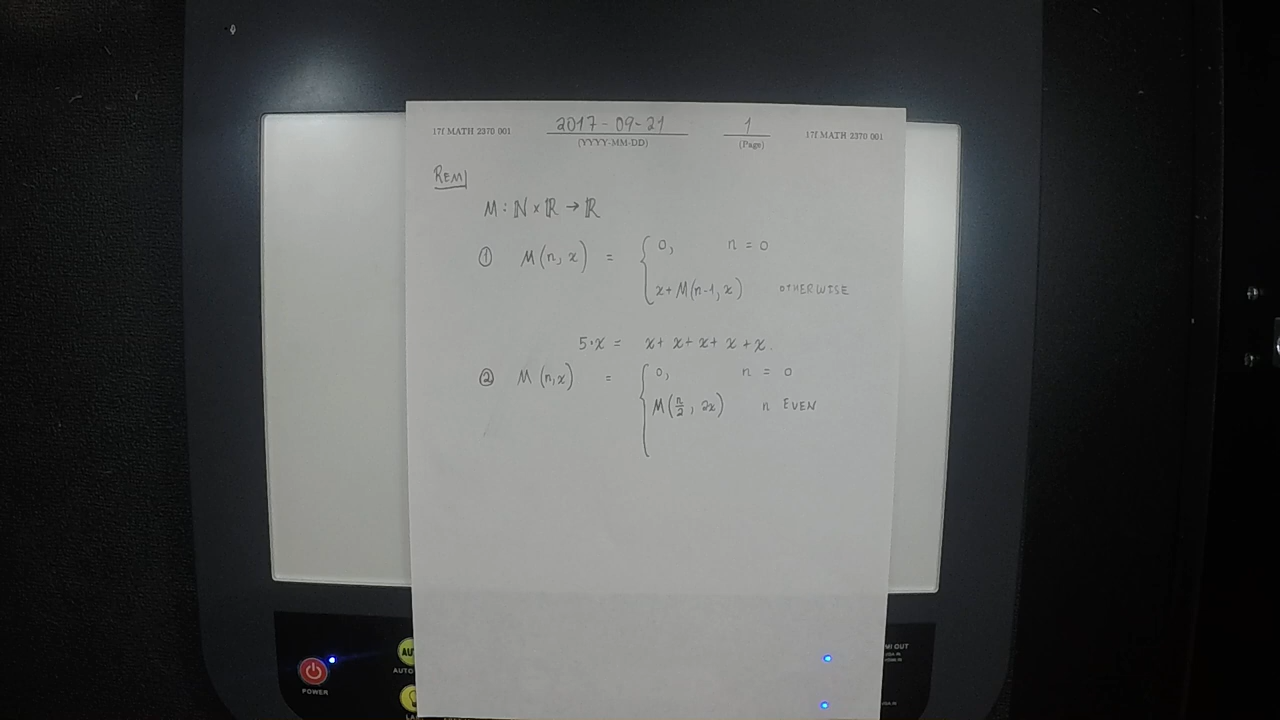 17f MATH 2370 001 2017-09-21 1 17f MATH 2370 001
(YYYY-MM-DD) (Page)
REM
M : ℕ × ℝ → ℝ
① M(n, x) = { 0, n = 0
x + M(n-1, x) OTHERWISE
5·x = x + x + x + x + x.
② M(n,x) = { 0, n = 0
M(n/2, 2x) n EVEN
POWER